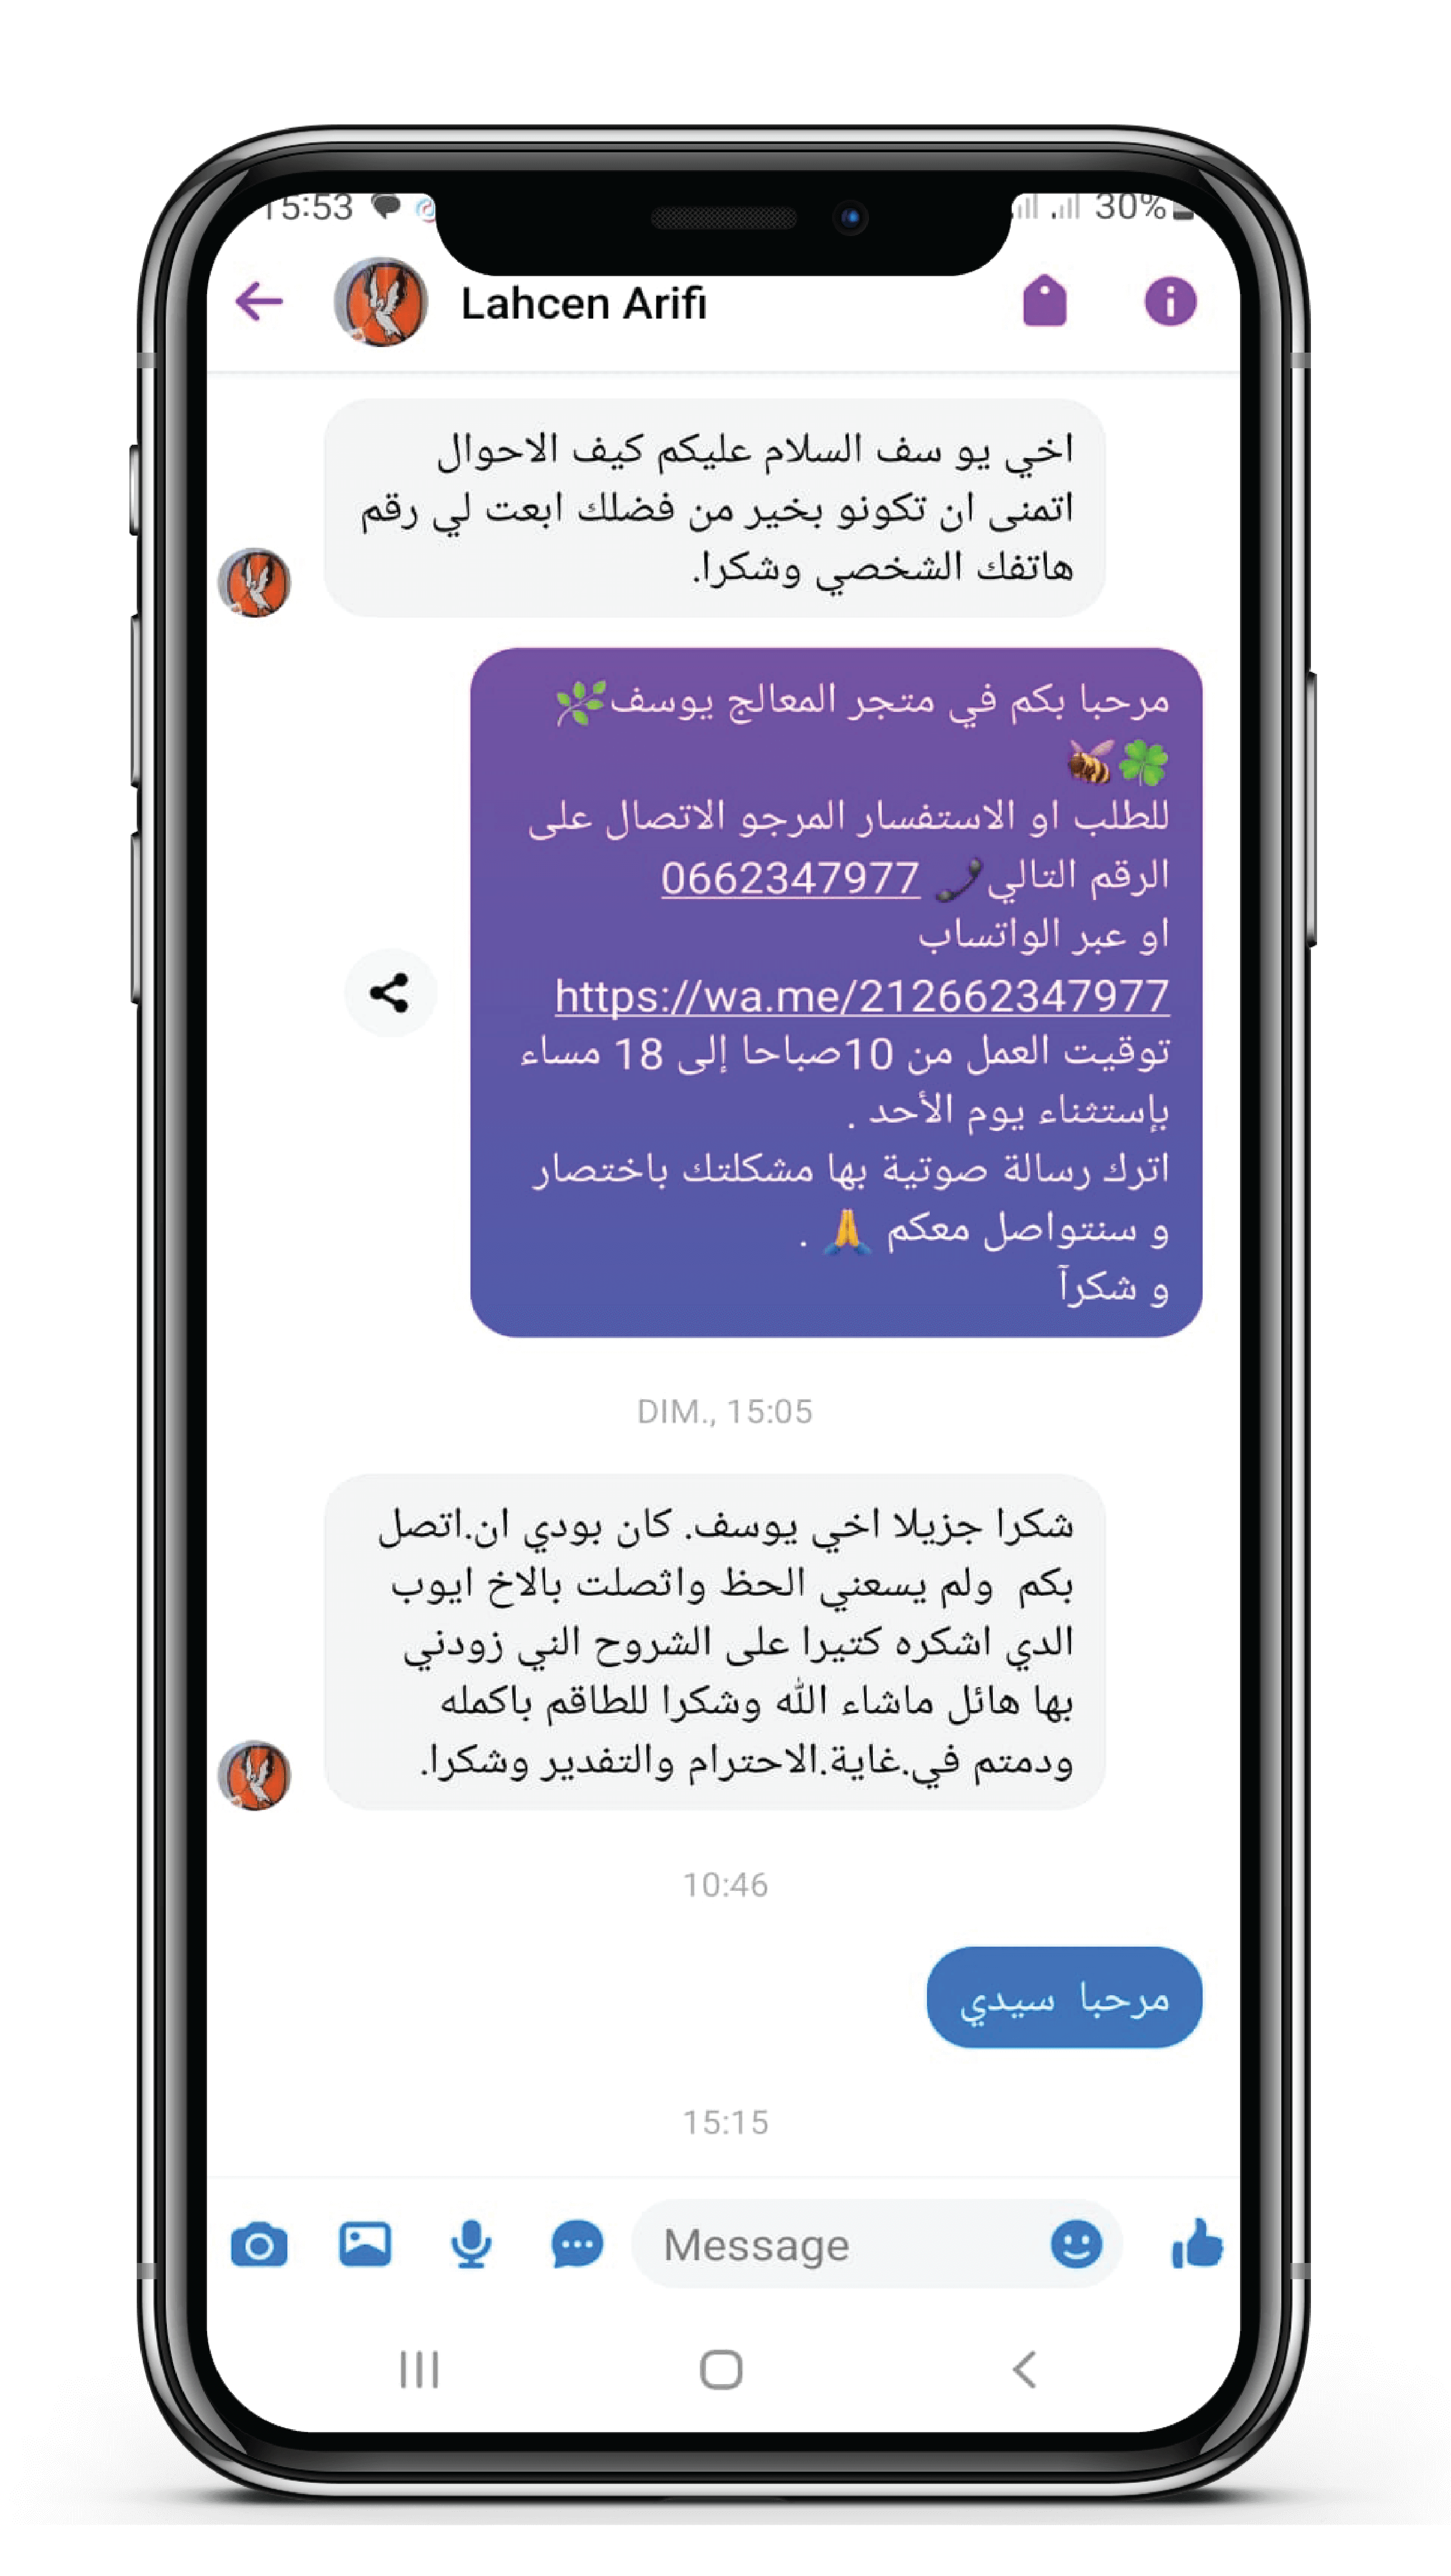 15:53
30%
Lahcen Arifi
اخي يو سف السلام عليكم كيف الاحوال
اتمنى ان تكونو بخير من فضلك ابعت لي رقم
هاتفك الشخصي وشكرا.
مرحبا بكم في متجر المعالج يوسف🌿
🍀🐝
للطلب او الاستفسار المرجو الاتصال على
الرقم التالي📞 0662347977
او عبر الواتساب
https://wa.me/212662347977
توقيت العمل من 10صباحا إلى 18 مساء
بإستثناء يوم الأحد .
اترك رسالة صوتية بها مشكلتك باختصار
و سنتواصل معكم 🙏 .
و شكرآ
DIM., 15:05
شكرا جزيلا اخي يوسف. كان بودي ان.اتصل
بكم ولم يسعني الحظ واثصلت بالاخ ايوب
الدي اشكره كتيرا على الشروح الني زودني
بها هائل ماشاء الله وشكرا للطاقم باكمله
ودمتم في.غاية.الاحترام والتفدير وشكرا.
10:46
مرحبا سيدي
15:15
Message